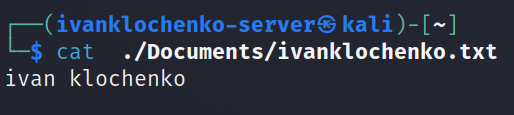 ┌──(ivanklochenko-server㉿kali)-[~]
└─$ cat  ./Documents/ivanklochenko.txt
ivan klochenko